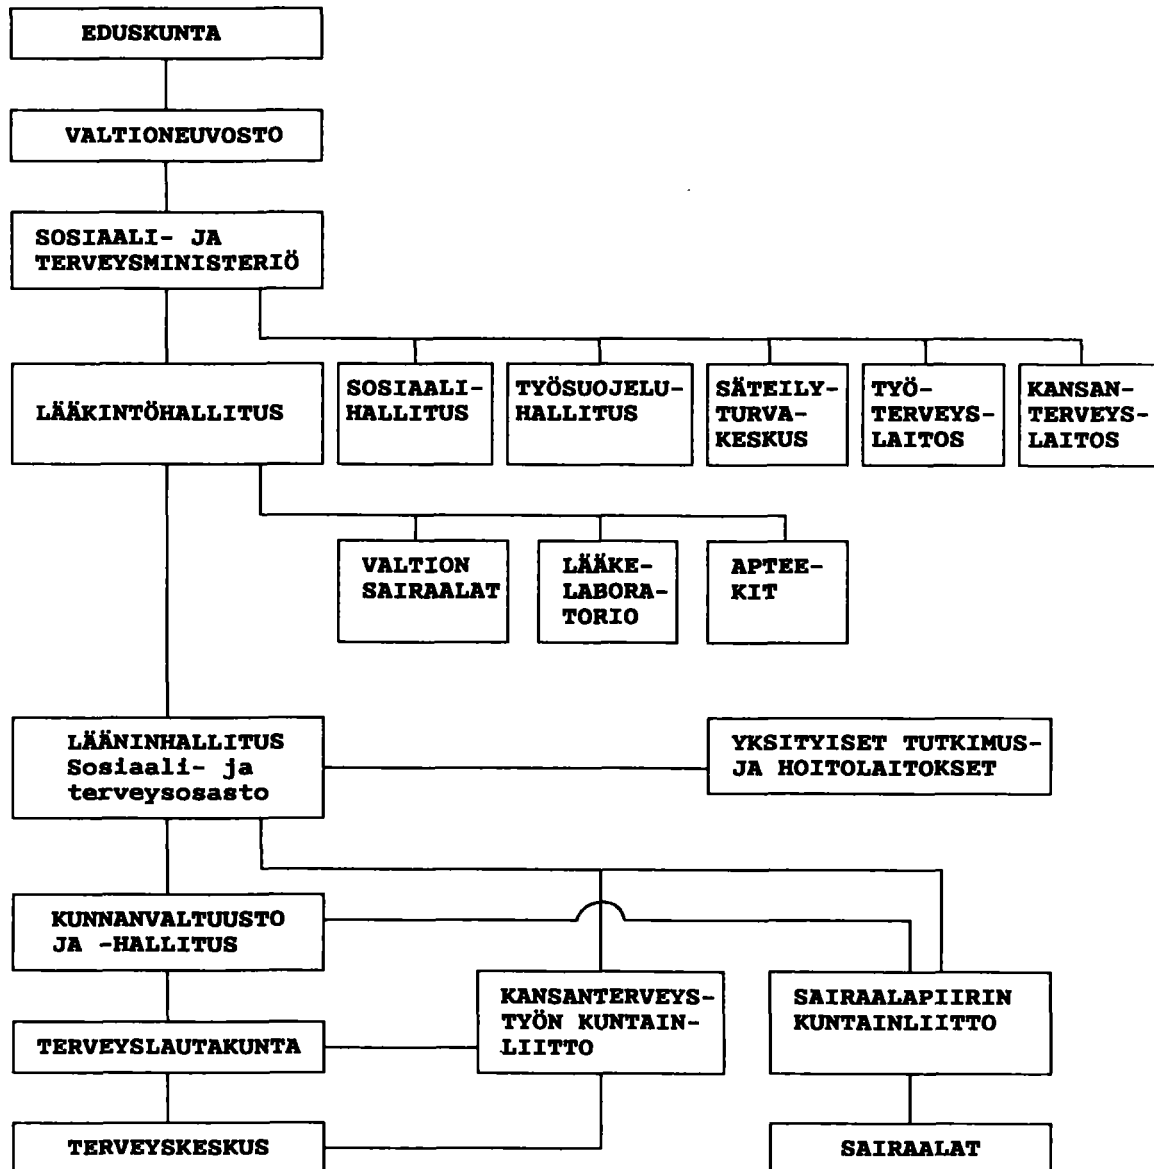 EDUSKUNTA
VALTIONEUVOSTO
SOSIAALI- JA
TERVEYSMINISTERIÖ
LÄÄKINTÖHALLITUS
SOSIAALI-
HALLITUS
TYÖSUOJELU-
HALLITUS
SÄTEILY-
TURVA-
KESKUS
TYÖ-
TERVEYS-
LAITOS
KANSAN-
TERVEYS-
LAITOS
VALTION
SAIRAALAT
LÄÄKE-
LABORA-
TORIO
APTEE-
KIT
LÄÄNINHALLITUS
Sosiaali- ja
terveysosasto
YKSITYISET TUTKIMUS-
JA HOITOLAITOKSET
KUNNANVALTUUSTO
JA -HALLITUS
KANSANTERVEYS-
TYÖN KUNTAIN-
LIITTO
SAIRAALAPIIRIN
KUNTAINLIITTO
TERVEYSLAUTAKUNTA
TERVEYSKESKUS
SAIRAALAT